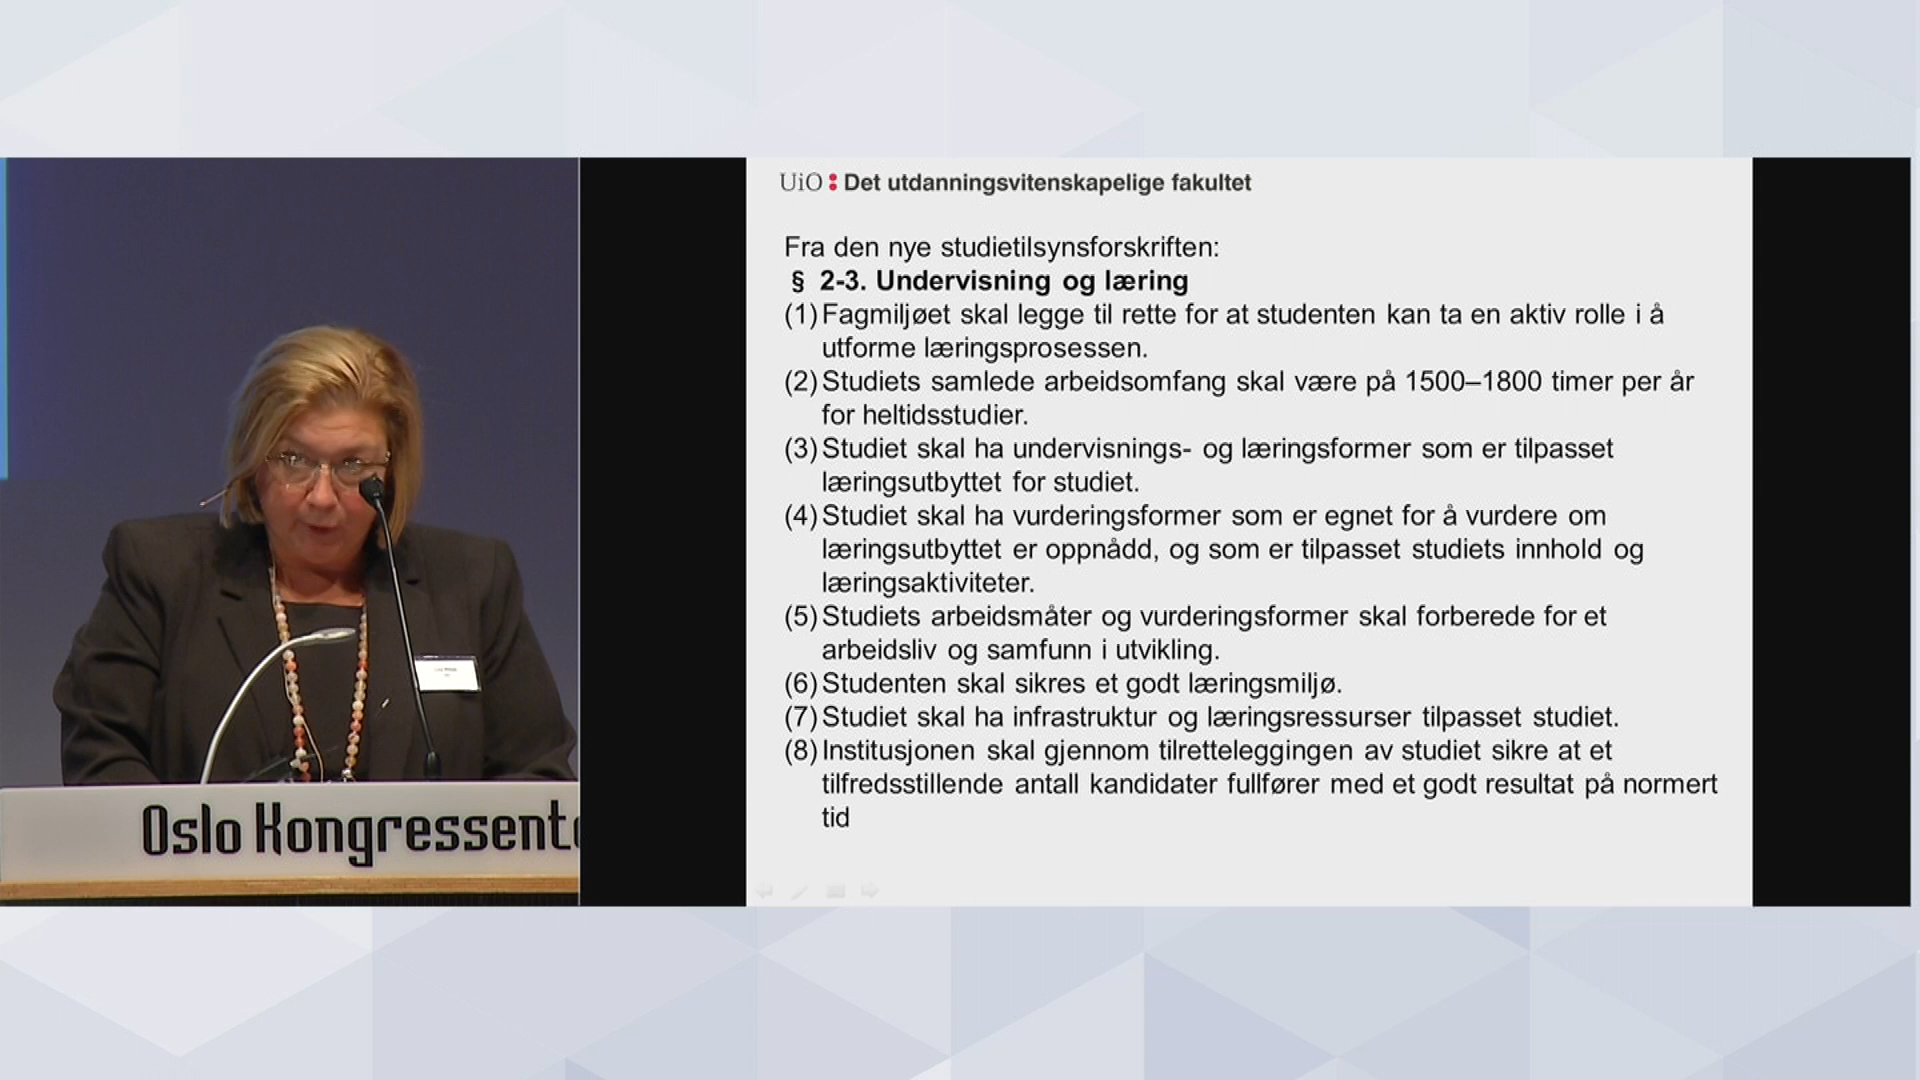 UiO : Det utdanningsvitenskapelige fakultet
Fra den nye studietilsynsforskriften:
§ 2-3. Undervisning og læring
(1) Fagmiljøet skal legge til rette for at studenten kan ta en aktiv rolle i å
utforme læringsprosessen.
(2) Studiets samlede arbeidsomfang skal være på 1500–1800 timer per år
for heltidsstudier.
(3) Studiet skal ha undervisnings- og læringsformer som er tilpasset
læringsutbyttet for studiet.
(4) Studiet skal ha vurderingsformer som er egnet for å vurdere om
læringsutbyttet er oppnådd, og som er tilpasset studiets innhold og
læringsaktiviteter.
(5) Studiets arbeidsmåter og vurderingsformer skal forberede for et
arbeidsliv og samfunn i utvikling.
(6) Studenten skal sikres et godt læringsmiljø.
(7) Studiet skal ha infrastruktur og læringsressurser tilpasset studiet.
(8) Institusjonen skal gjennom tilretteleggingen av studiet sikre at et
tilfredsstillende antall kandidater fullfører med et godt resultat på normert
tid
Oslo Kongressent